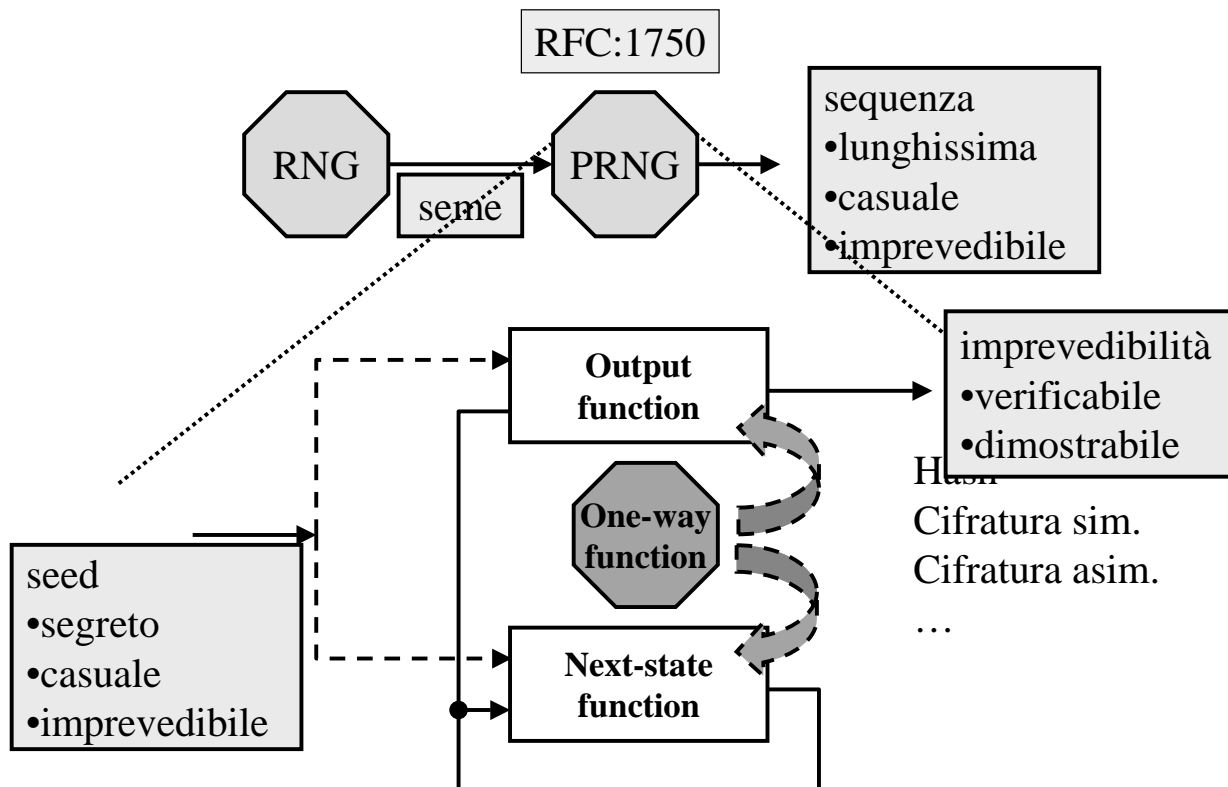 RFC:1750
RNG
seme
PRNG
sequenza
•lunghissima
•casuale
•imprevedibile
Output
function
imprevedibilità
•verificabile
•dimostrabile
One-way
function
Hash
Cifratura sim.
Cifratura asim.
…
seed
•segreto
•casuale
•imprevedibile
Next-state
function